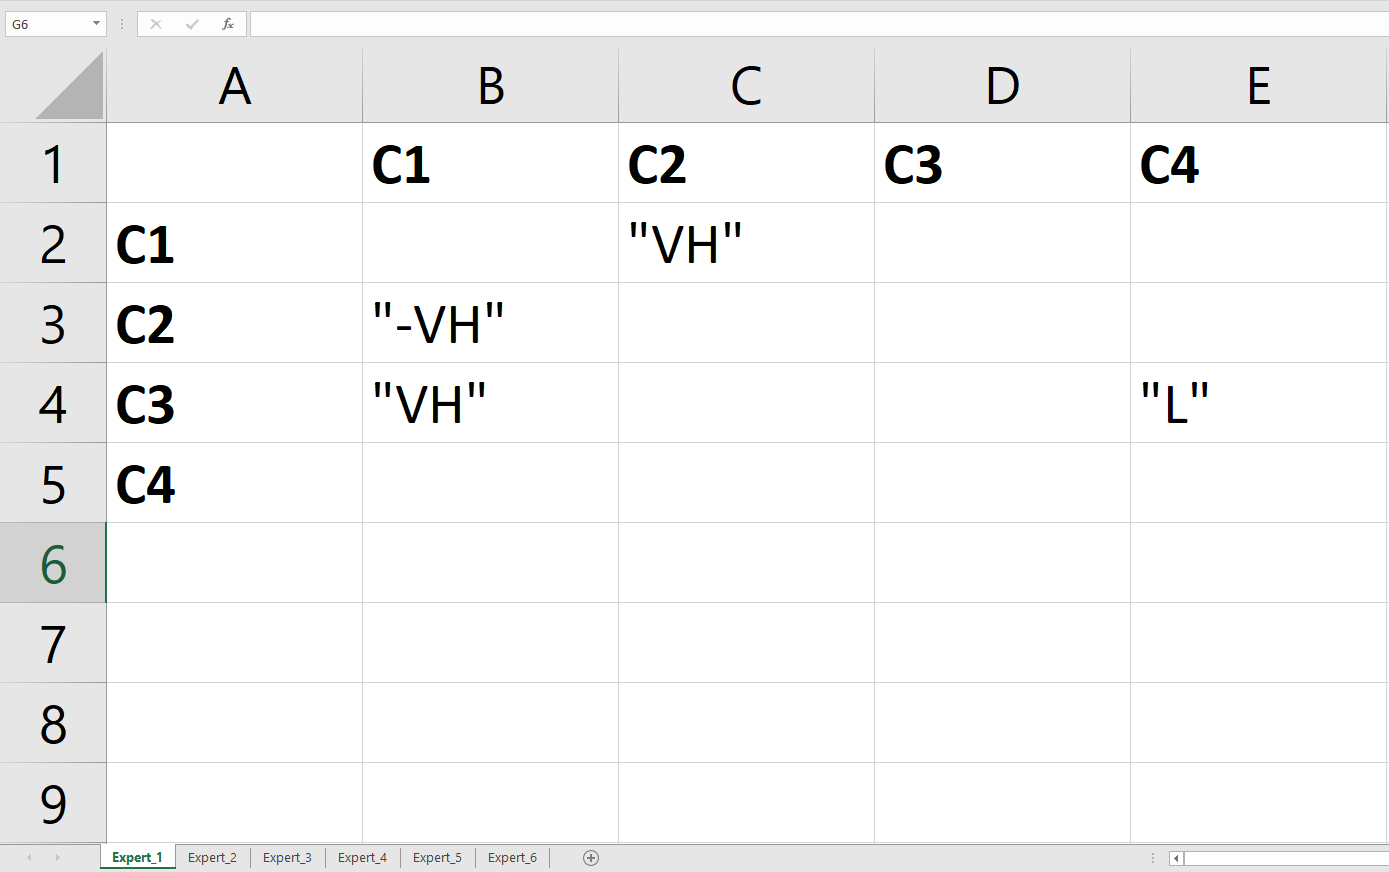 G6 fx
A B C D E
1 C1 C2 C3 C4
2 C1 "VH"
3 C2 "-VH"
4 C3 "VH" "L"
5 C4
6
7
8
9
Expert_1 Expert_2 Expert_3 Expert_4 Expert_5 Expert_6